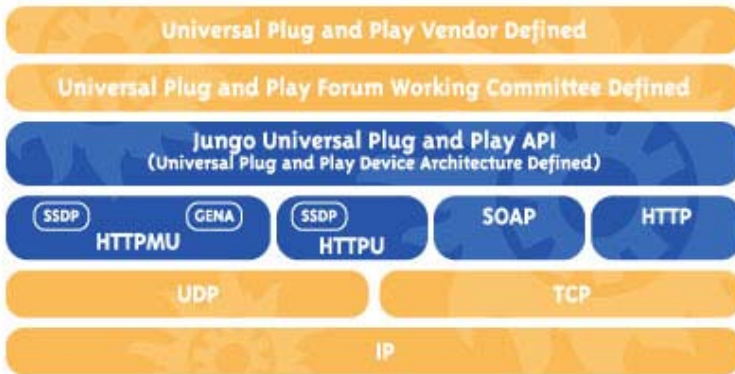 Universal Plug and Play Vendor Defined
Universal Plug and Play Forum Working Committee Defined
Jungo Universal Plug and Play API
(Universal Plug and Play Device Architecture Defined)
SSDP GENA
HTTPMU
SSDP
HTTPU
SOAP
HTTP
UDP
TCP
IP